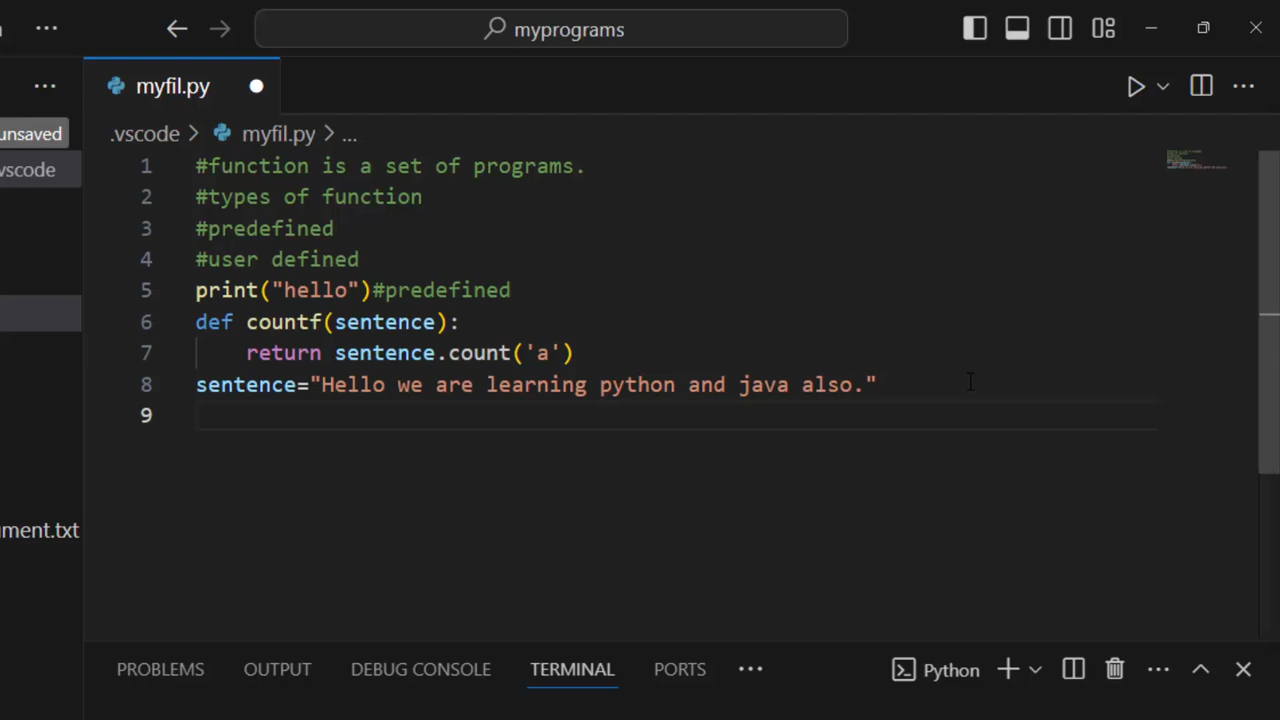 myprograms
myfil.py
unsaved
.vscode > myfil.py > ...
vscode
1 #function is a set of programs.
2 #types of function
3 #predefined
4 #user defined
5 print("hello")#predefined
6 def countf(sentence):
7 return sentence.count('a')
8 sentence="Hello we are learning python and java also."
9
ument.txt
PROBLEMS OUTPUT DEBUG CONSOLE TERMINAL PORTS ... Python